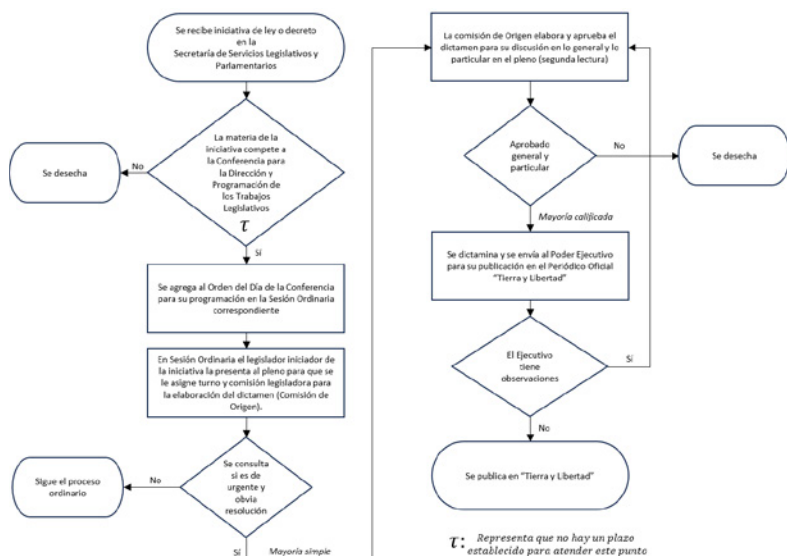 Se recibe iniciativa de ley o decreto
en la
Secretaría de Servicios Legislativos y
Parlamentarios
La materia de la
iniciativa compete a
la Conferencia para
la Dirección y
Programación de
los Trabajos
Legislativos
τ
No
Se desecha
Sí
Se agrega al Orden del Día de la Conferencia
para su programación en la Sesión Ordinaria
correspondiente
En Sesión Ordinaria el legislador iniciador de
la iniciativa la presenta al pleno para que se
le asigne turno y comisión legisladora para
la elaboración del dictamen (Comisión de
Origen).
Se consulta
si es de
urgente y
obvia
resolución
No
Sigue el proceso
ordinario
Sí
Mayoría simple
La comisión de Origen elabora y aprueba el
dictamen para su discusión en lo general y lo
particular en el pleno (segunda lectura)
Aprobado
general y
particular
No
Se desecha
Mayoría calificada
Se dictamina y se envía al Poder Ejecutivo
para su publicación en el Periódico Oficial
"Tierra y Libertad"
El Ejecutivo
tiene
observaciones
Sí
No
Se publica en "Tierra y Libertad"
τ: Representa que no hay un plazo
establecido para atender este punto